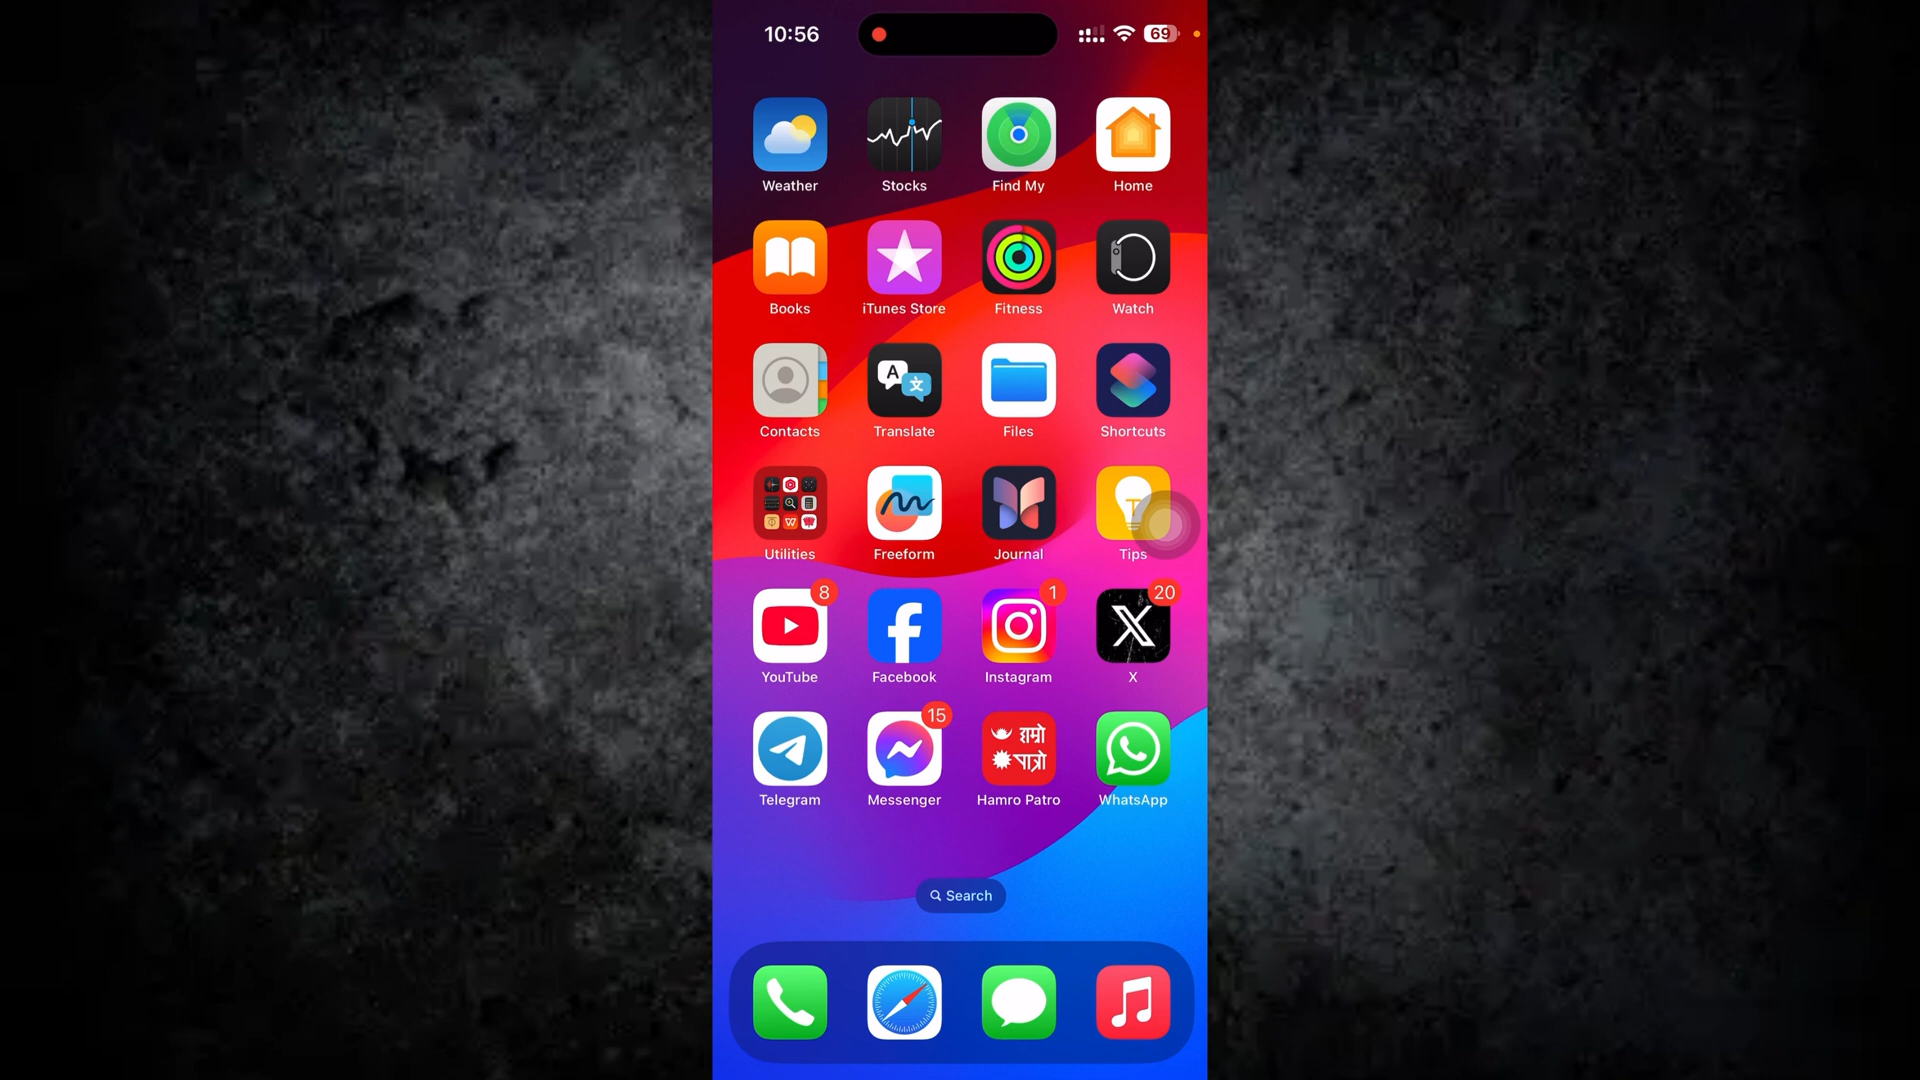 10:56
69
Weather Stocks Find My Home
Books iTunes Store Fitness Watch
A 文
Contacts Translate Files Shortcuts
Utilities Freeform Journal Tips
8 1 20
YouTube Facebook Instagram X
15
हाम्रो
पात्रो
Telegram Messenger Hamro Patro WhatsApp
Search